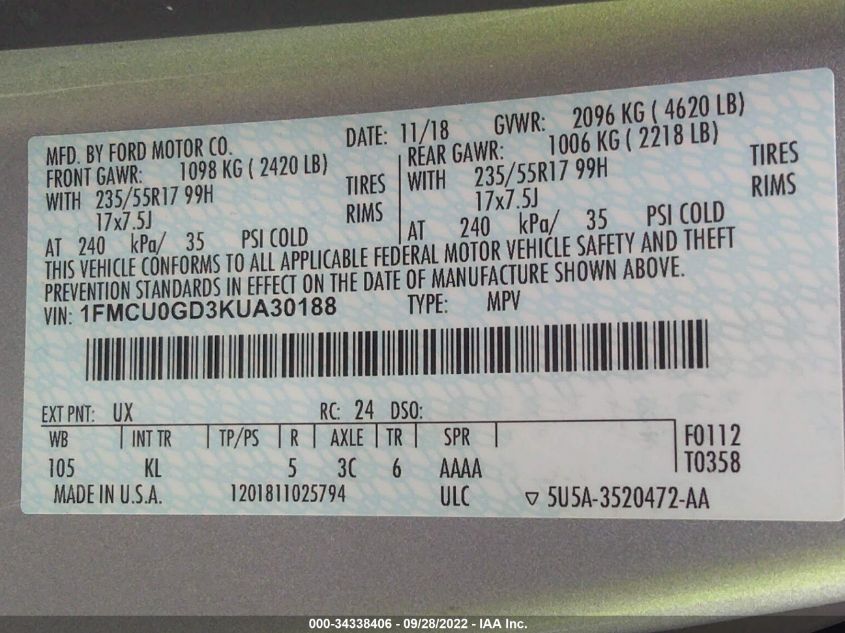 MFD. BY FORD MOTOR CO. DATE: 11/18 GVWR: 2096 KG ( 4620 LB)
FRONT GAWR: 1098 KG ( 2420 LB) REAR GAWR: 1006 KG ( 2218 LB)
WITH 235/55R17 99H TIRES WITH 235/55R17 99H TIRES
17x7.5J RIMS 17x7.5J RIMS
AT 240 kPa/ 35 PSI COLD AT 240 kPa/ 35 PSI COLD
THIS VEHICLE CONFORMS TO ALL APPLICABLE FEDERAL MOTOR VEHICLE SAFETY AND THEFT
PREVENTION STANDARDS IN EFFECT ON THE DATE OF MANUFACTURE SHOWN ABOVE.
VIN: 1FMCU0GD3KUA30188 TYPE: MPV
EXT PNT: UX RC: 24 DSO:
WB INT TR TP/PS R AXLE TR SPR F0112
105 KL 5 3C 6 AAAA T0358
MADE IN U.S.A. 1201811025794 ULC ▽ 5U5A-3520472-AA
000-34338406 - 09/28/2022 - IAA Inc.